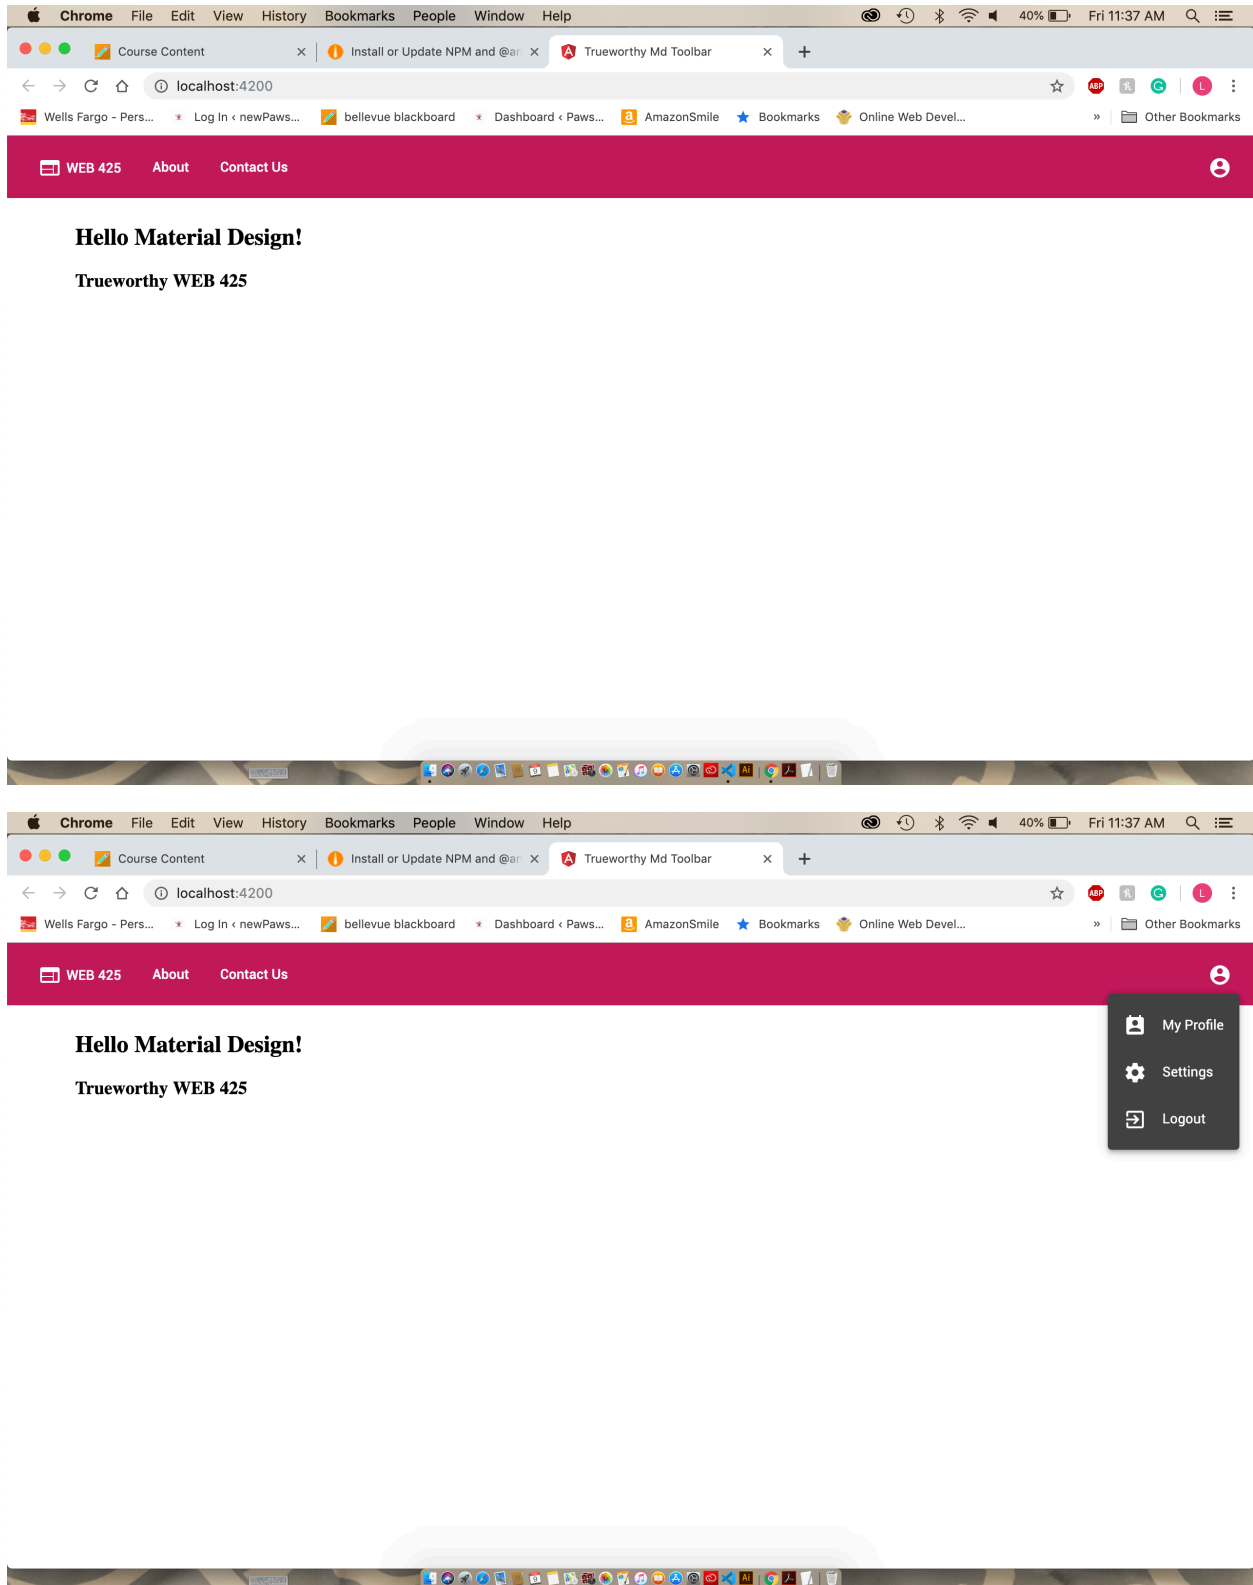 Chrome File Edit View History Bookmarks People Window Help 40% Fri 11:37 AM
Course Content Install or Update NPM and @an Trueworthy Md Toolbar
localhost:4200 ABP L
Wells Fargo - Pers... Log In ‹ newPaws... bellevue blackboard Dashboard ‹ Paws... AmazonSmile Bookmarks Online Web Devel... » Other Bookmarks
WEB 425 About Contact Us
Hello Material Design!
Trueworthy WEB 425
Chrome File Edit View History Bookmarks People Window Help 40% Fri 11:37 AM
Course Content Install or Update NPM and @an Trueworthy Md Toolbar
localhost:4200 ABP L
Wells Fargo - Pers... Log In ‹ newPaws... bellevue blackboard Dashboard ‹ Paws... AmazonSmile Bookmarks Online Web Devel... » Other Bookmarks
WEB 425 About Contact Us
Hello Material Design!
Trueworthy WEB 425
My Profile
Settings
Logout